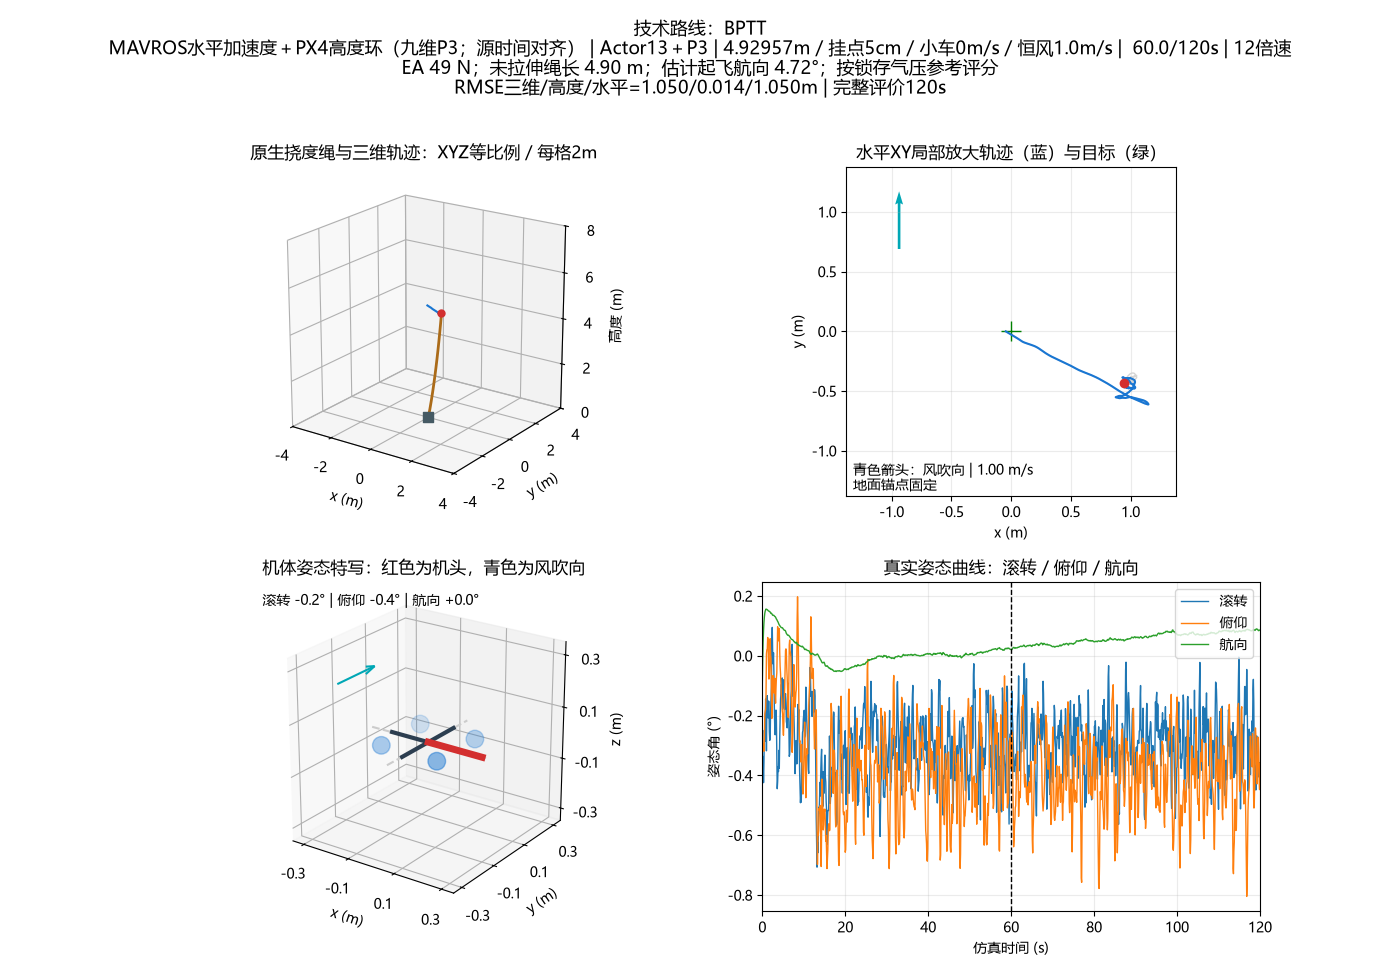 技术路线：BPTT
MAVROS水平加速度＋PX4高度环（九维P3；源时间对齐） | Actor13＋P3 | 4.92957m / 挂点5cm / 小车0m/s / 恒风1.0m/s |  60.0/120s | 12倍速
EA 49 N；未拉伸绳长 4.90 m；估计起飞航向 4.72°；按锁存气压参考评分
RMSE三维/高度/水平=1.050/0.014/1.050m | 完整评价120s
原生挠度绳与三维轨迹：XYZ等比例 / 每格2m
8
6
4
2
0
高度 (m)
-4
-2
0
2
4
x (m)
-4
-2
0
2
4
y (m)
水平XY局部放大轨迹（蓝）与目标（绿）
1.0
0.5
0.0
-0.5
-1.0
y (m)
青色箭头：风吹向 | 1.00 m/s
地面锚点固定
-1.0
-0.5
0.0
0.5
1.0
x (m)
机体姿态特写：红色为机头，青色为风吹向
滚转 -0.2° | 俯仰 -0.4° | 航向 +0.0°
0.3
0.1
-0.1
-0.3
z (m)
-0.3
-0.1
0.1
0.3
x (m)
-0.3
-0.1
0.1
0.3
y (m)
真实姿态曲线：滚转 / 俯仰 / 航向
0.2
0.0
-0.2
-0.4
-0.6
-0.8
姿态角 (°)
滚转
俯仰
航向
0
20
40
60
80
100
120
仿真时间 (s)